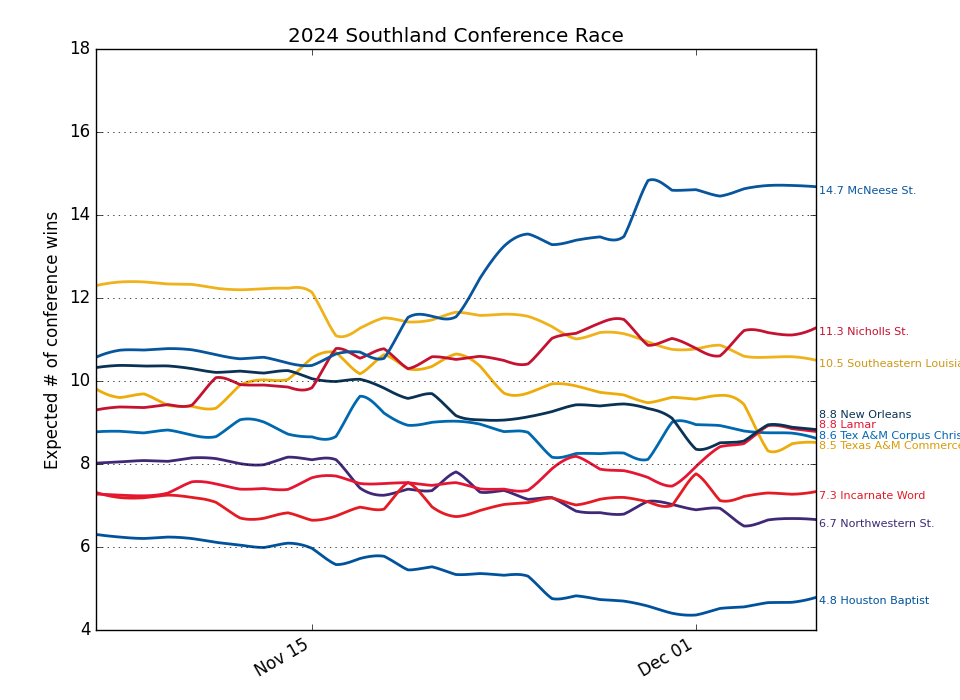 2024 Southland Conference Race
Expected # of conference wins
18
16
14
12
10
8
6
4
Nov 15
Dec 01
14.7 McNeese St.
11.3 Nicholls St.
10.5 Southeastern Louisia
8.8 New Orleans
8.8 Lamar
8.6 Tex A&M Corpus Chris
8.5 Texas A&M Commerce
7.3 Incarnate Word
6.7 Northwestern St.
4.8 Houston Baptist